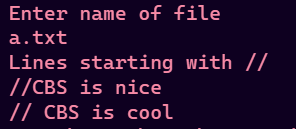 Enter name of file
a.txt
Lines starting with //
//CBS is nice
// CBS is cool